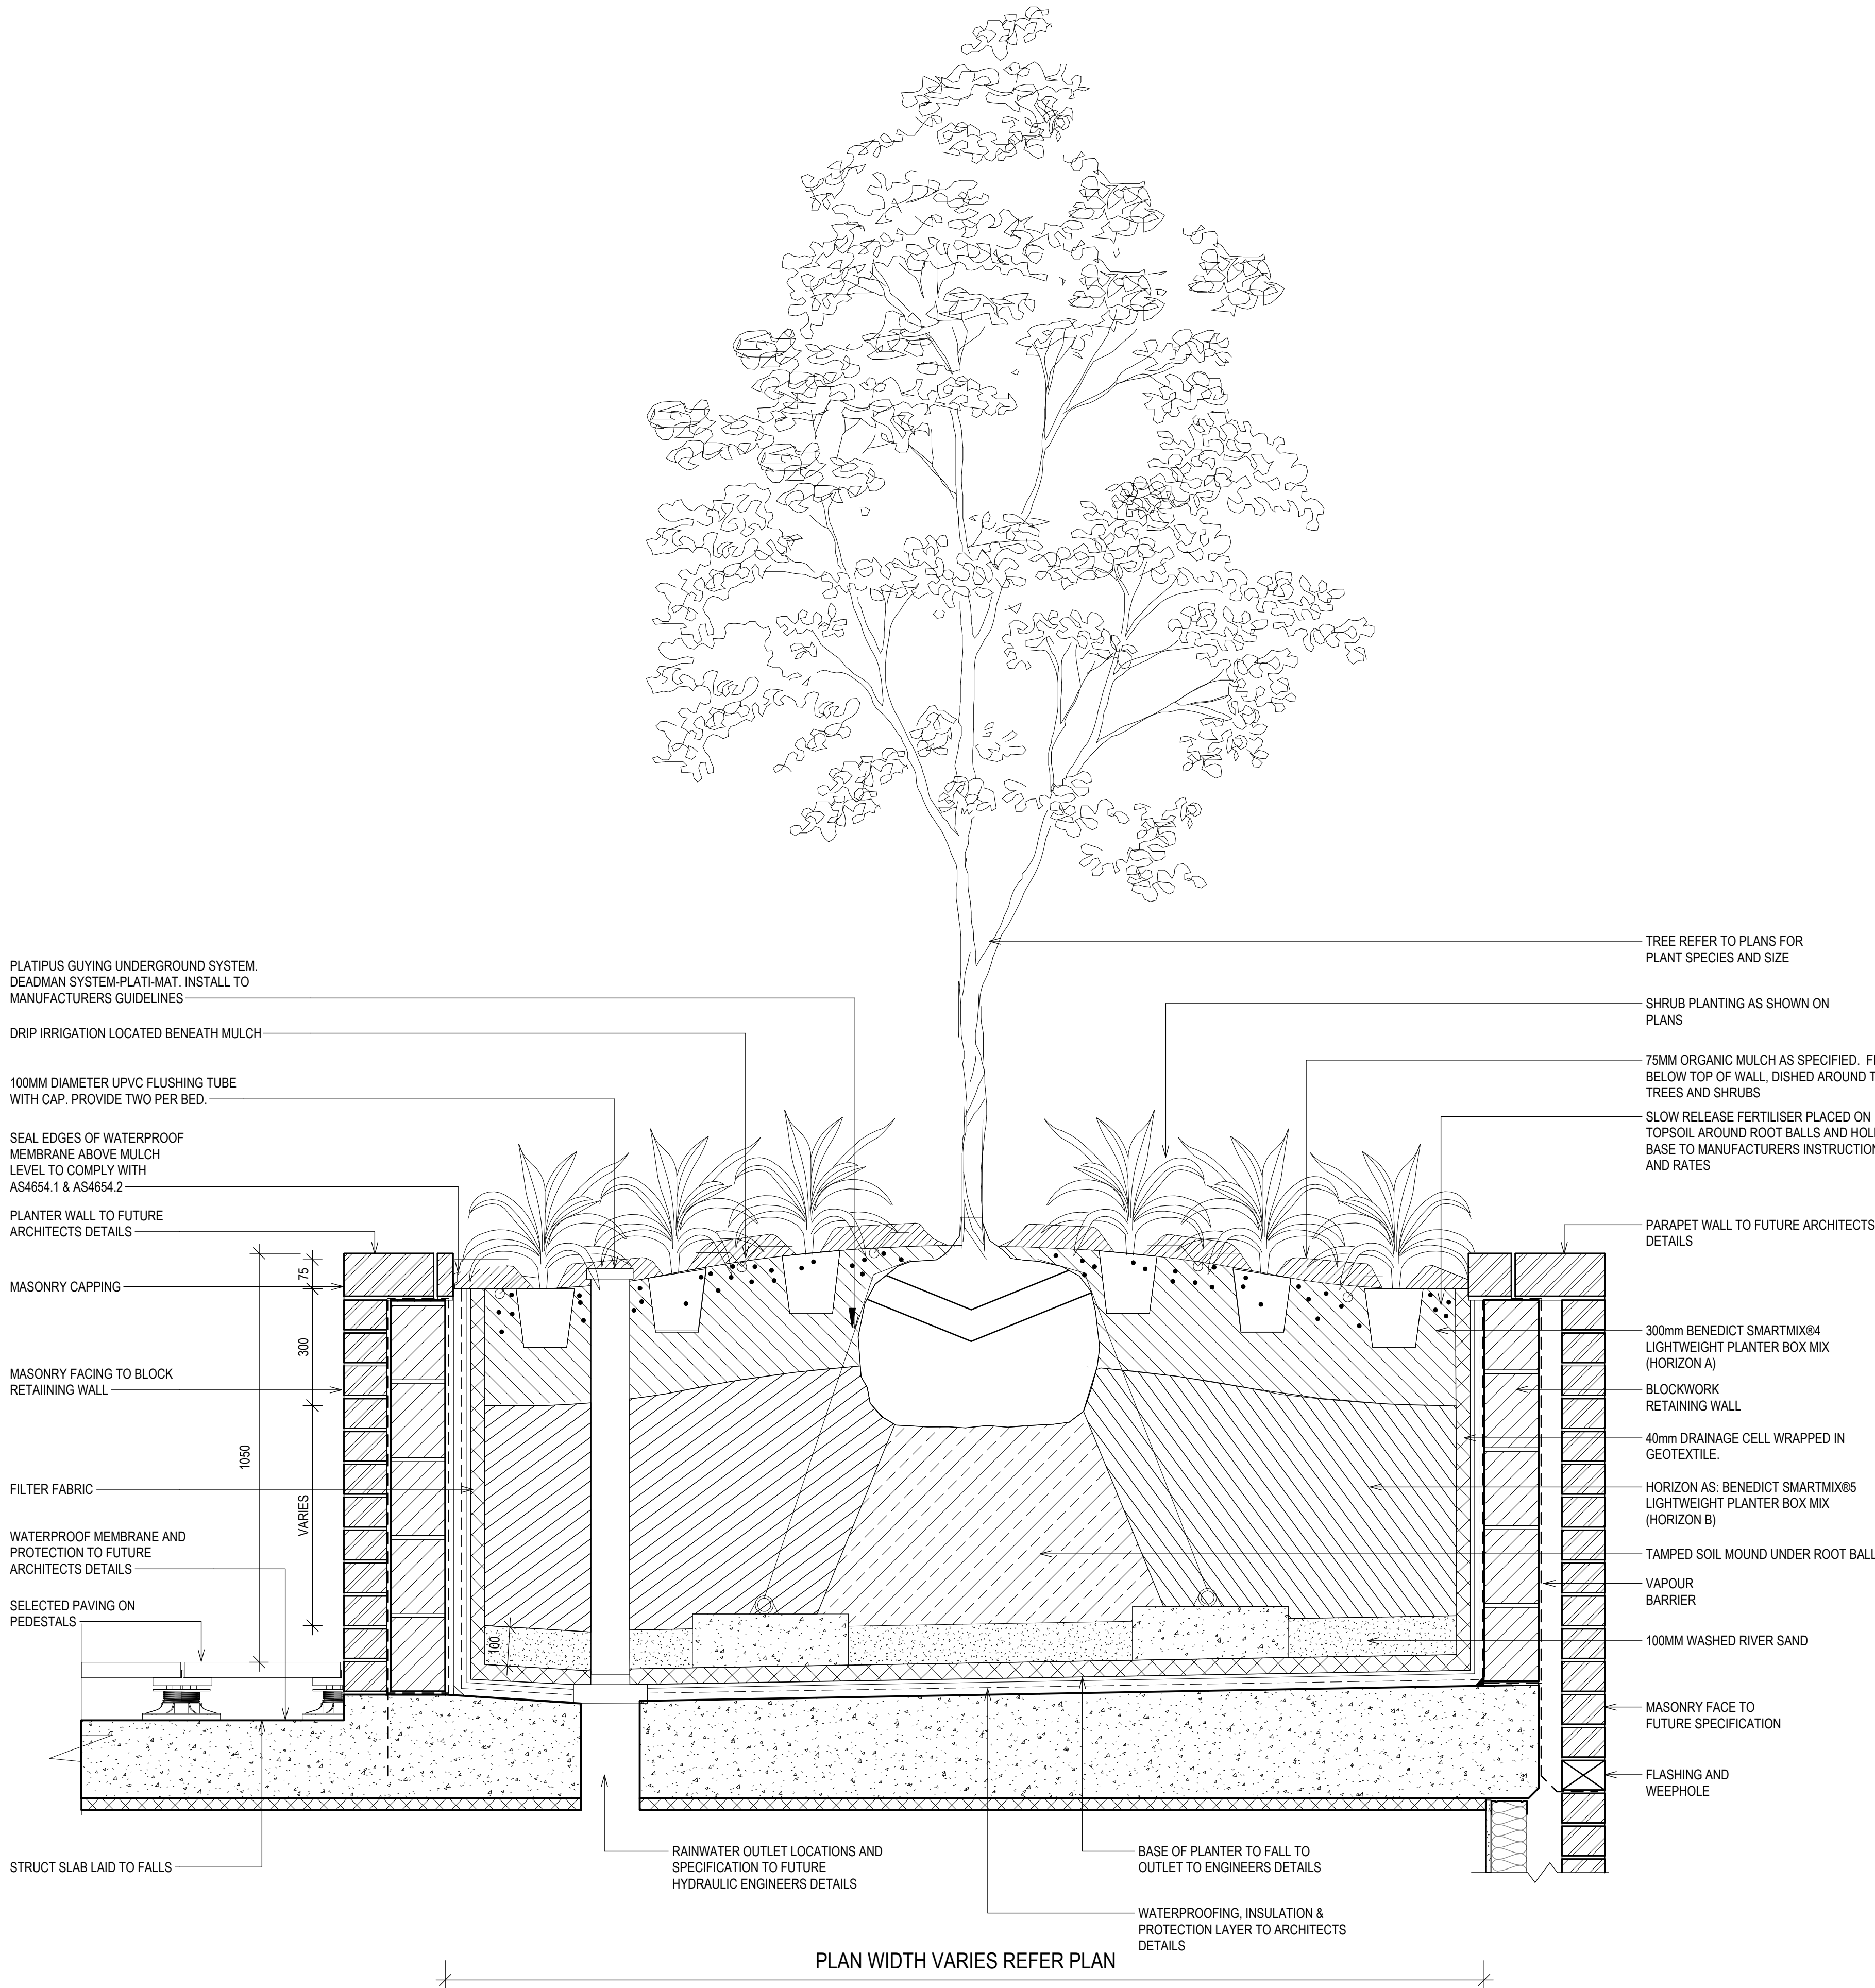 PLATIPUS GUYING UNDERGROUND SYSTEM.
DEADMAN SYSTEM-PLATI-MAT. INSTALL TO
MANUFACTURERS GUIDELINES
DRIP IRRIGATION LOCATED BENEATH MULCH
100MM DIAMETER UPVC FLUSHING TUBE
WITH CAP. PROVIDE TWO PER BED.
SEAL EDGES OF WATERPROOF
MEMBRANE ABOVE MULCH
LEVEL TO COMPLY WITH
AS4654.1 & AS4654.2
PLANTER WALL TO FUTURE
ARCHITECTS DETAILS
MASONRY CAPPING
MASONRY FACING TO BLOCK
RETAIINING WALL
FILTER FABRIC
WATERPROOF MEMBRANE AND
PROTECTION TO FUTURE
ARCHITECTS DETAILS
SELECTED PAVING ON
PEDESTALS
STRUCT SLAB LAID TO FALLS
75
300
1050
VARIES
100
TREE REFER TO PLANS FOR
PLANT SPECIES AND SIZE
SHRUB PLANTING AS SHOWN ON
PLANS
75MM ORGANIC MULCH AS SPECIFIED.
BELOW TOP OF WALL, DISHED AROUND
TREES AND SHRUBS
SLOW RELEASE FERTILISER PLACED ON
TOPSOIL AROUND ROOT BALLS AND
BASE TO MANUFACTURERS INSTRUCTION
AND RATES
PARAPET WALL TO FUTURE ARCHITECTS
DETAILS
300mm BENEDICT SMARTMIX®4
LIGHTWEIGHT PLANTER BOX MIX
(HORIZON A)
BLOCKWORK
RETAINING WALL
40mm DRAINAGE CELL WRAPPED IN
GEOTEXTILE.
HORIZON AS: BENEDICT SMARTMIX®5
LIGHTWEIGHT PLANTER BOX MIX
(HORIZON B)
TAMPED SOIL MOUND UNDER ROOT BALL
VAPOUR
BARRIER
100MM WASHED RIVER SAND
MASONRY FACE TO
FUTURE SPECIFICATION
FLASHING AND
WEEPHOLE
RAINWATER OUTLET LOCATIONS AND
SPECIFICATION TO FUTURE
HYDRAULIC ENGINEERS DETAILS
BASE OF PLANTER TO FALL TO
OUTLET TO ENGINEERS DETAILS
WATERPROOFING, INSULATION &
PROTECTION LAYER TO ARCHITECTS
DETAILS
PLAN WIDTH VARIES REFER PLAN